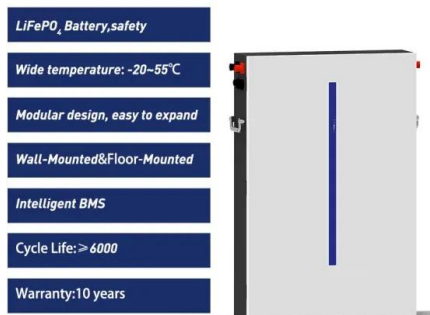 LiFePO₄ Battery,safety
Wide temperature: -20~55℃
Modular design, easy to expand
Wall-Mounted&Floor-Mounted
Intelligent BMS
Cycle Life:≥6000
Warranty:10 years